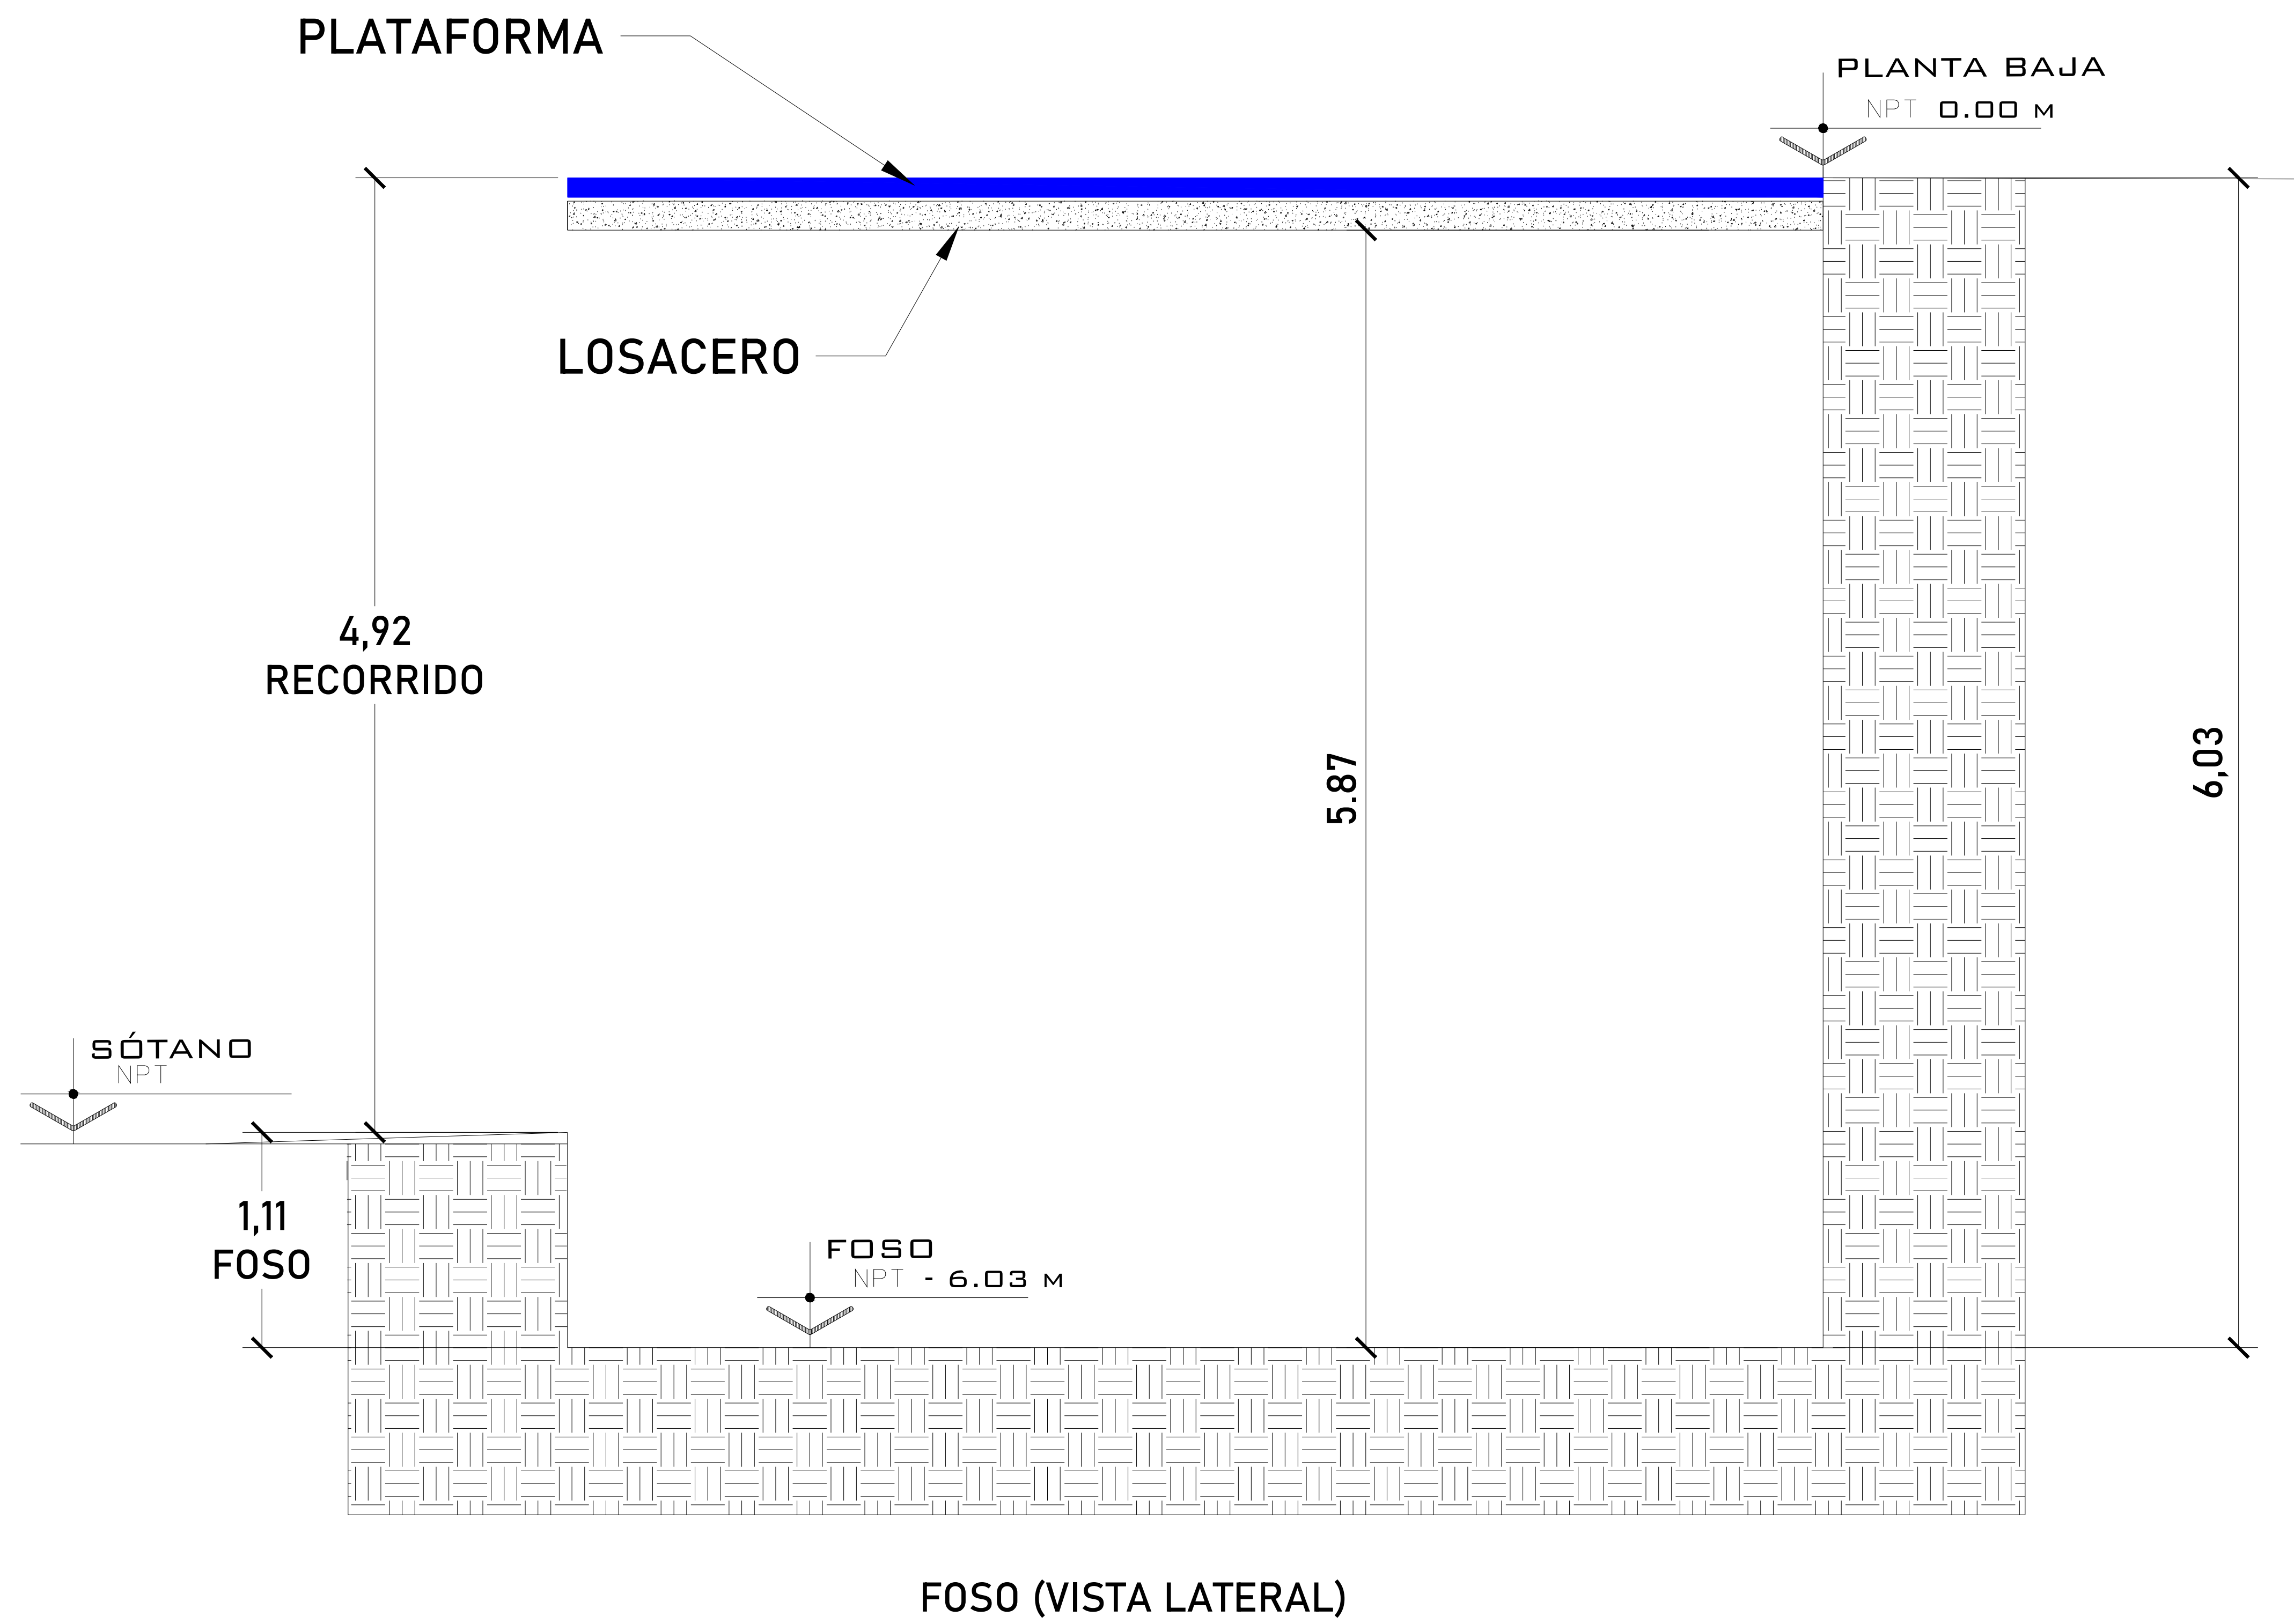 PLATAFORMA
PLANTA BAJA
NPT 0.00 M
LOSACERO
4,92
RECORRIDO
5.87
6,03
SÓTANO
NPT
1,11
FOSO
FOSO
NPT - 6.03 M
FOSO (VISTA LATERAL)